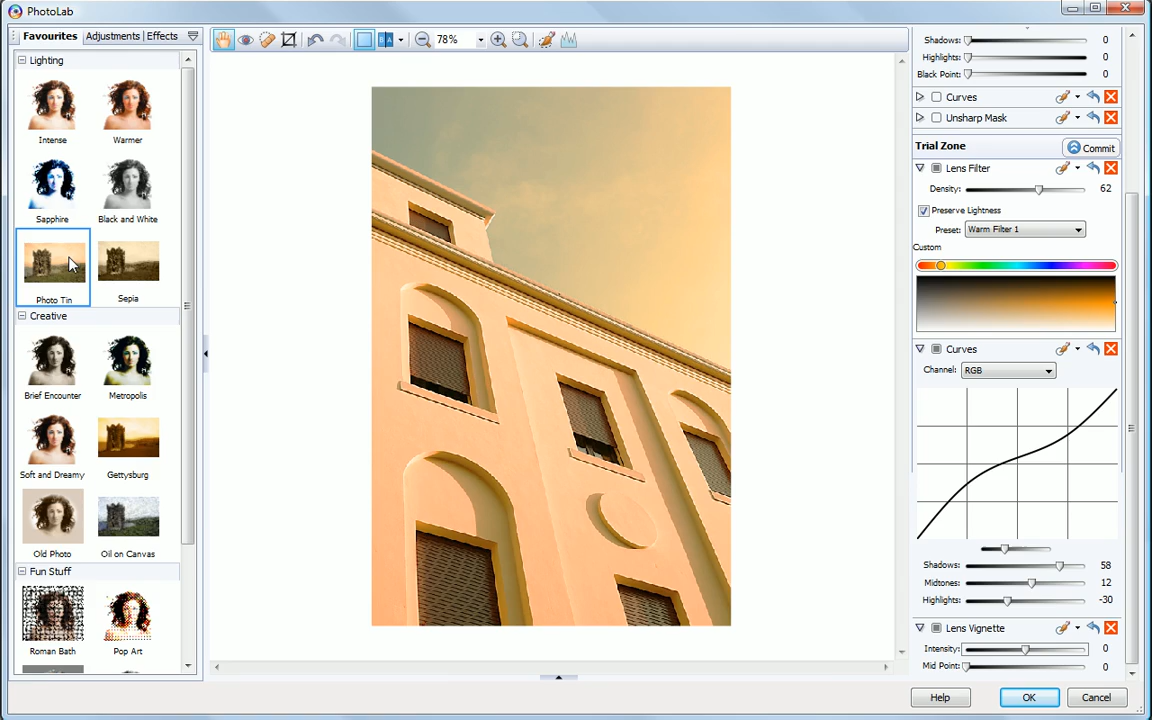 PhotoLab
Favourites Adjustments Effects
78%
Lighting
Intense Warmer
Sapphire Black and White
Photo Tin Sepia
Creative
Brief Encounter Metropolis
Soft and Dreamy Gettysburg
Old Photo Oil on Canvas
Fun Stuff
Roman Bath Pop Art
Shadows: 0
Highlights: 0
Black Point: 0
Curves
Unsharp Mask
Trial Zone Commit
Lens Filter
Density: 62
Preserve Lightness
Preset: Warm Filter 1
Custom
Curves
Channel: RGB
Shadows: 58
Midtones: 12
Highlights: -30
Lens Vignette
Intensity: 0
Mid Point: 0
Help OK Cancel